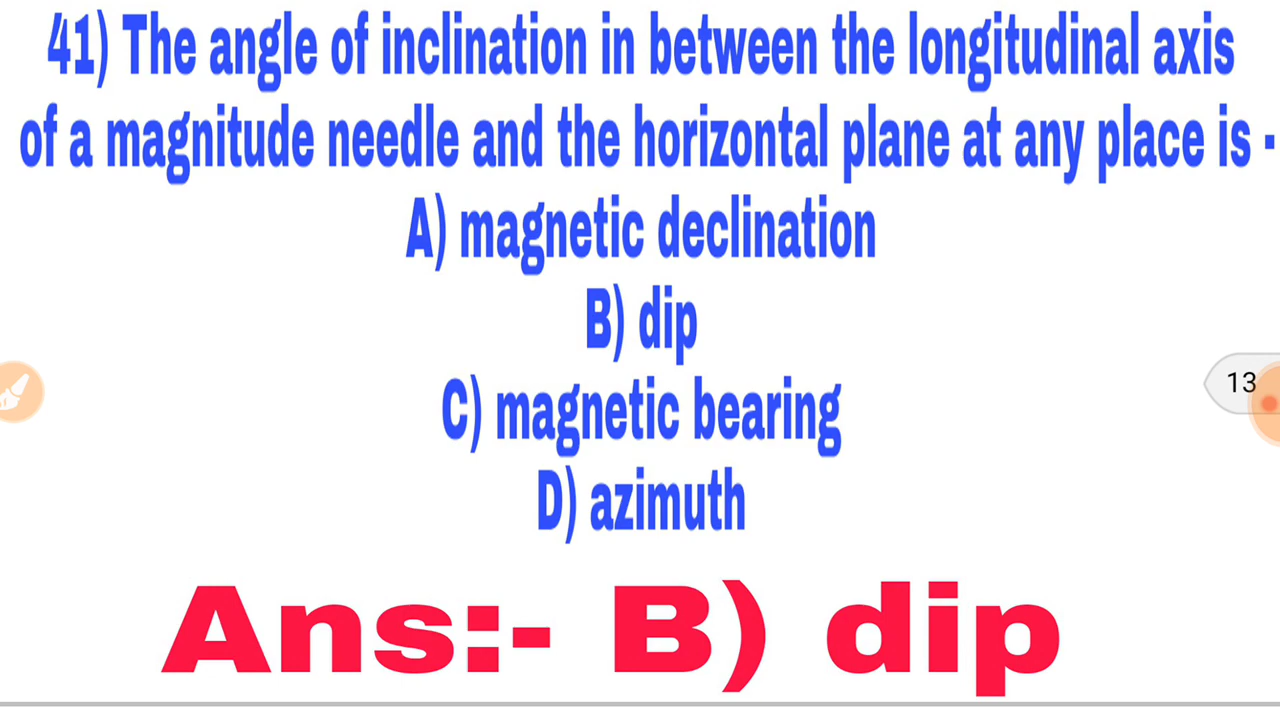 41) The angle of inclination in between the longitudinal axis
of a magnitude needle and the horizontal plane at any place is -
A) magnetic declination
B) dip
C) magnetic bearing
D) azimuth
13
Ans:- B) dip